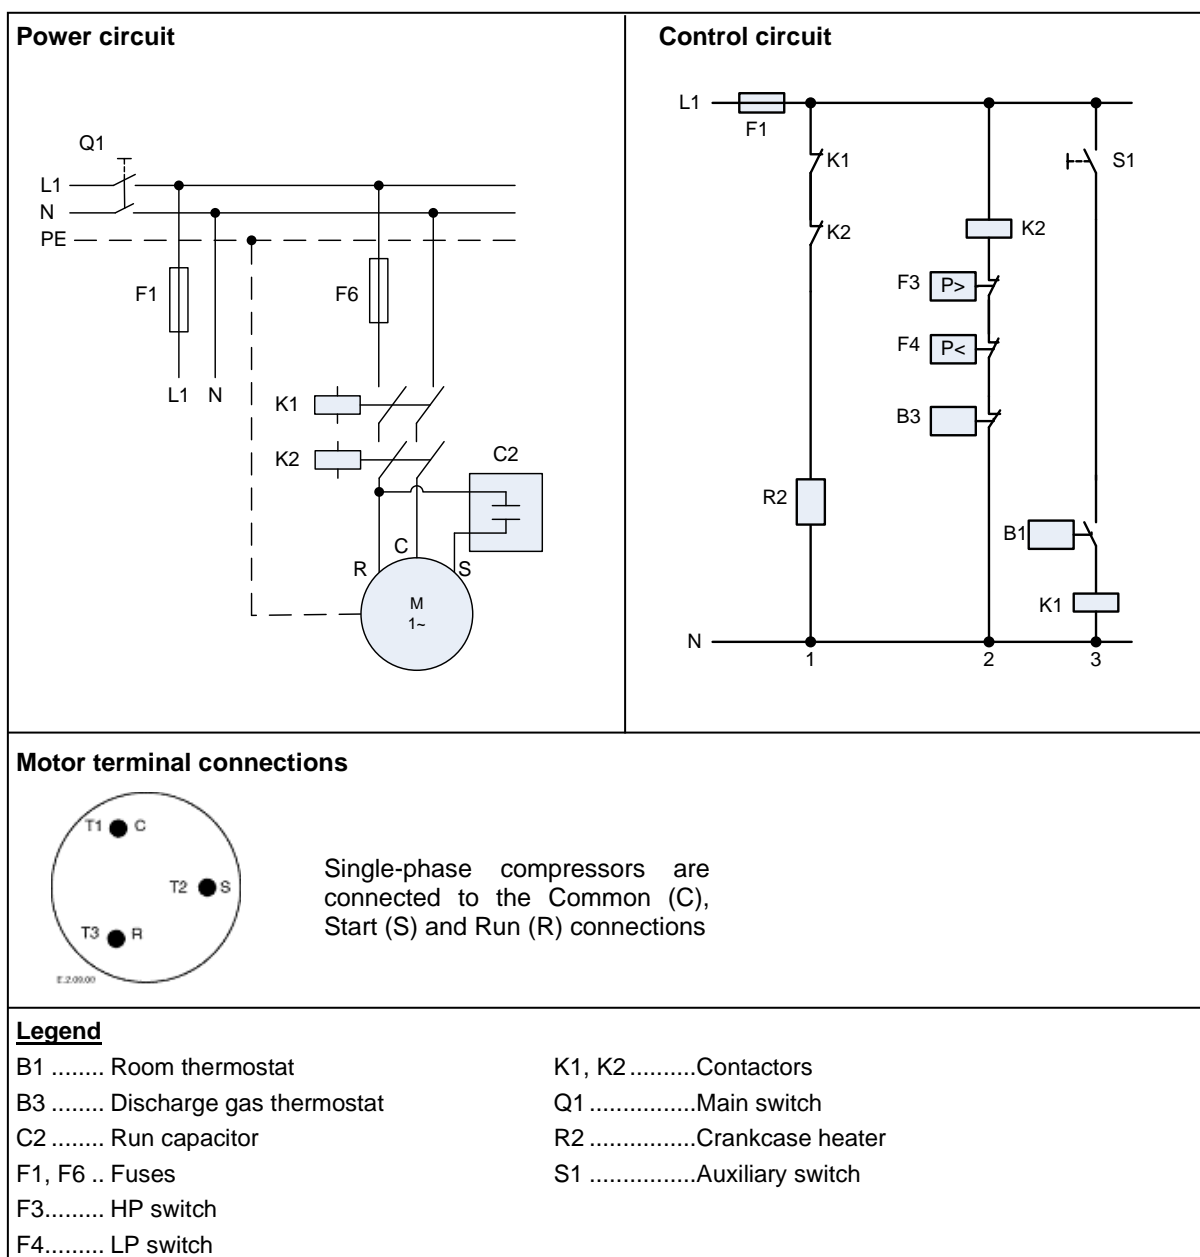 Power circuit
Control circuit
Q1
L1
N
PE
F1
F6
L1 N
K1
K2
C2
C
R
S
M
1~
L1
F1
K1
S1
K2
K2
F3 P>
F4 P<
B3
R2
B1
K1
N
1 2 3
Motor terminal connections
T1 C
T2 S
T3 R
E.2.09.00
Single-phase compressors are
connected to the Common (C),
Start (S) and Run (R) connections
Legend
B1 ........ Room thermostat
B3 ........ Discharge gas thermostat
C2 ........ Run capacitor
F1, F6 .. Fuses
F3......... HP switch
F4......... LP switch
K1, K2 ..........Contactors
Q1 ................Main switch
R2 ................Crankcase heater
S1 ................Auxiliary switch